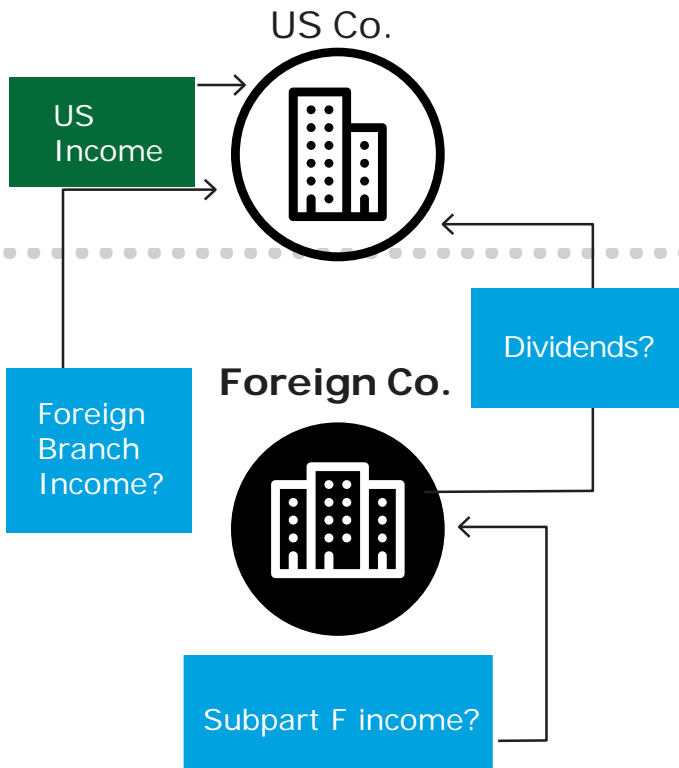 US Co.
US
Income
Dividends?
Foreign Co.
Foreign
Branch
Income?
Subpart F income?